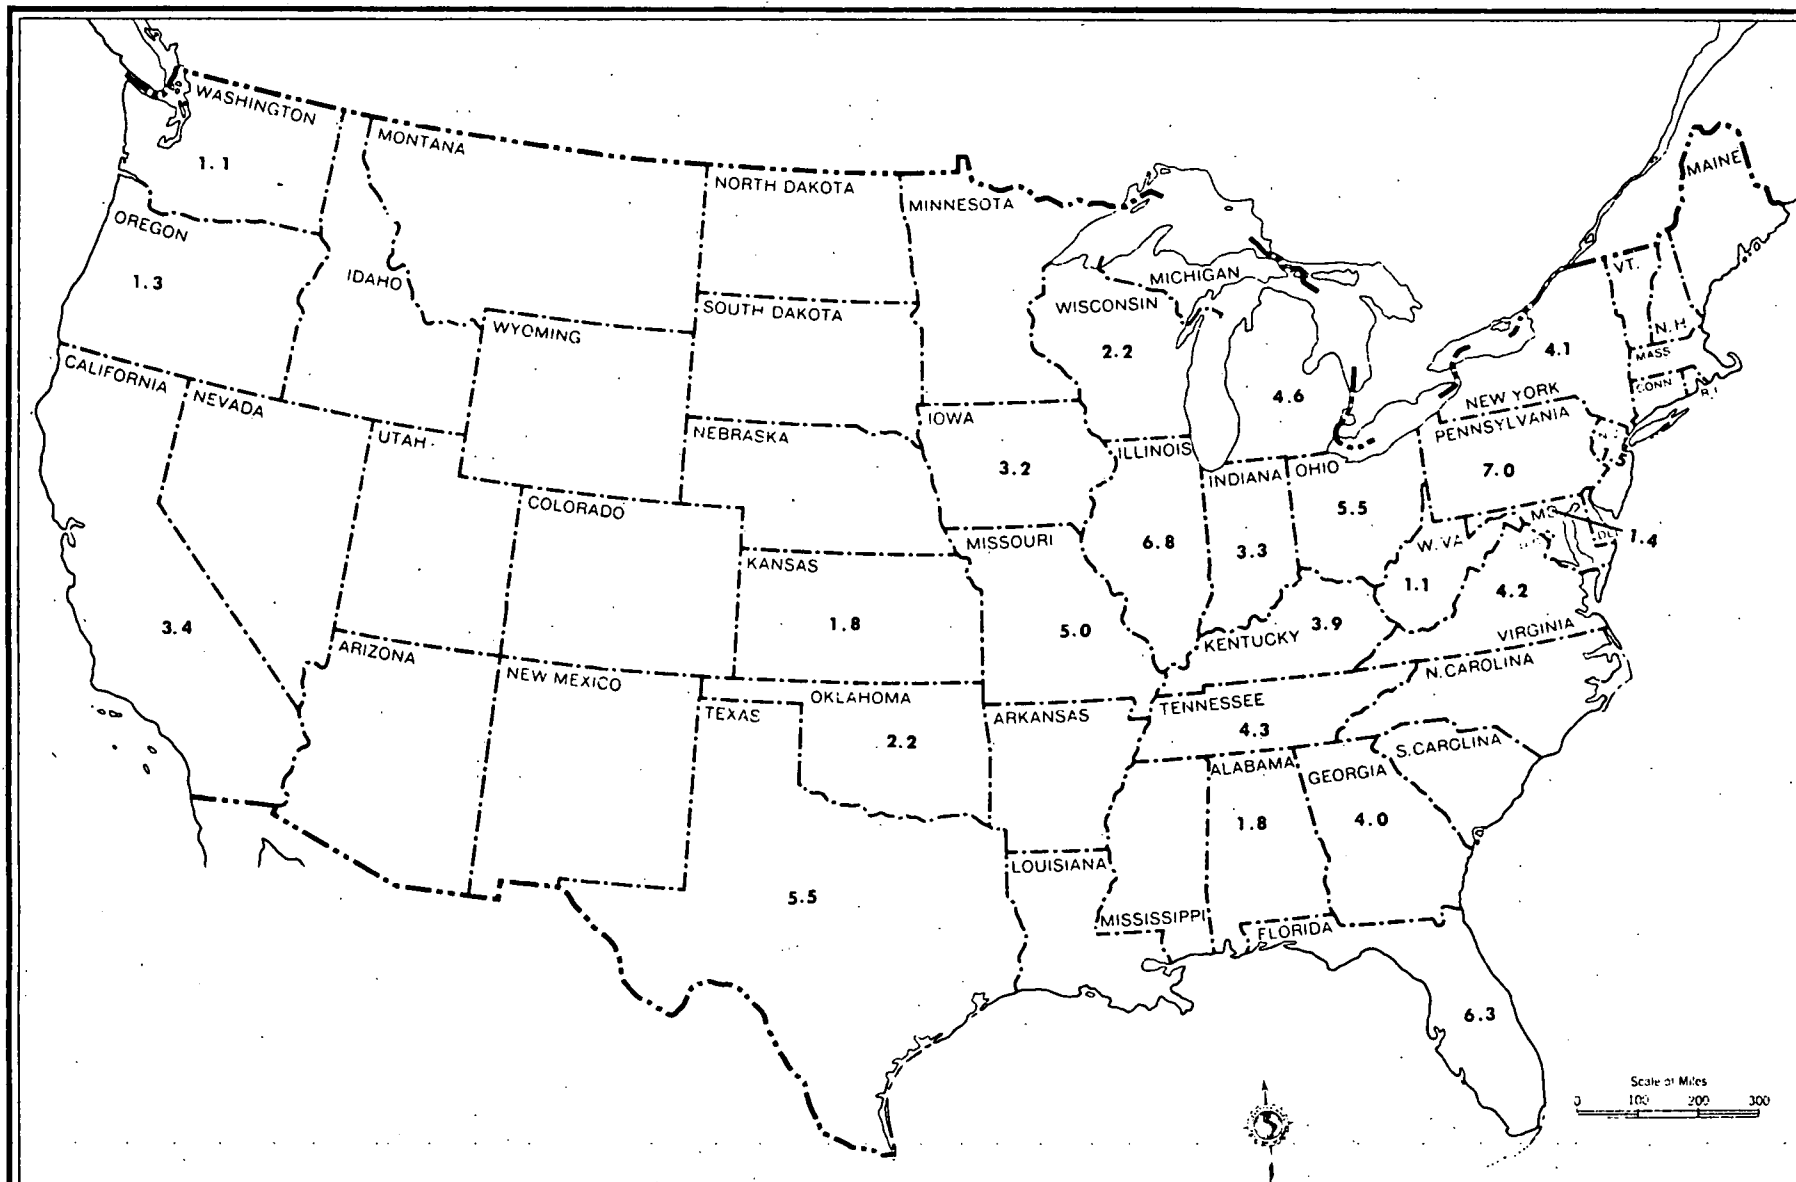 WASHINGTON
1.1
MONTANA
NORTH DAKOTA
MINNESOTA
MAINE
OREGON
1.3
IDAHO
MICHIGAN
VT.
WYOMING
SOUTH DAKOTA
WISCONSIN
2.2
N.H.
4.1
MASS
CALIFORNIA
NEVADA
UTAH
NEBRASKA
IOWA
3.2
4.6
NEW YORK
CONN
R.I.
PENNSYLVANIA
7.0
1.5
ILLINOIS
6.8
INDIANA
3.3
OHIO
5.5
COLORADO
MISSOURI
5.0
W.VA
1.1
DEL
1.4
KANSAS
1.8
3.4
4.2
VIRGINIA
KENTUCKY
3.9
ARIZONA
NEW MEXICO
OKLAHOMA
2.2
N.CAROLINA
TEXAS
5.5
ARKANSAS
TENNESSEE
4.3
S.CAROLINA
ALABAMA
1.8
GEORGIA
4.0
LOUISIANA
MISSISSIPPI
FLORIDA
6.3
Scale of Miles
0 100 200 300